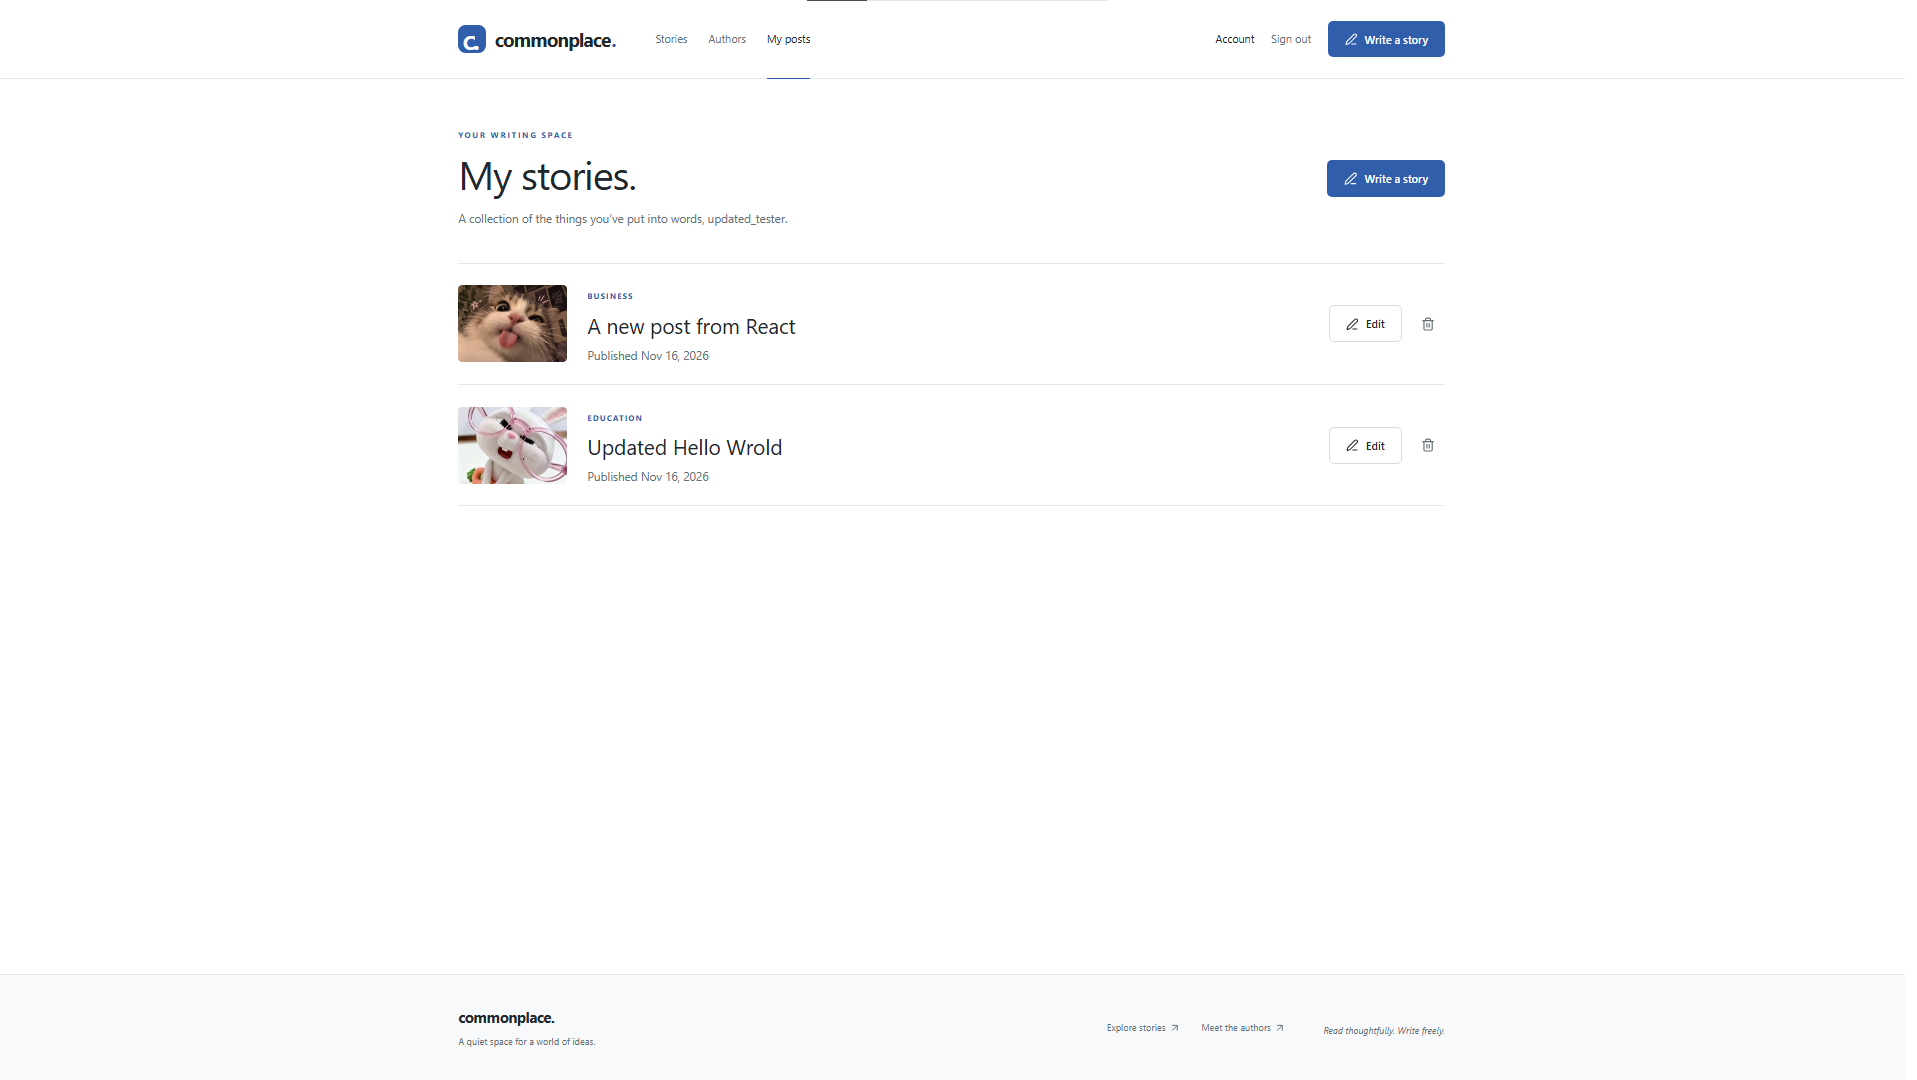 c.
commonplace.
Stories
Authors
My posts
Account
Sign out
Write a story
YOUR WRITING SPACE
My stories.
Write a story
A collection of the things you've put into words, updated_tester.
BUSINESS
A new post from React
Published Nov 16, 2026
Edit
EDUCATION
Updated Hello Wrold
Published Nov 16, 2026
Edit
commonplace.
A quiet space for a world of ideas.
Explore stories
Meet the authors
Read thoughtfully. Write freely.